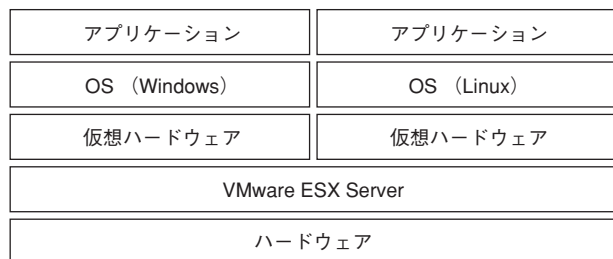 アプリケーション アプリケーション
OS （Windows） OS （Linux）
仮想ハードウェア 仮想ハードウェア
VMware ESX Server
ハードウェア